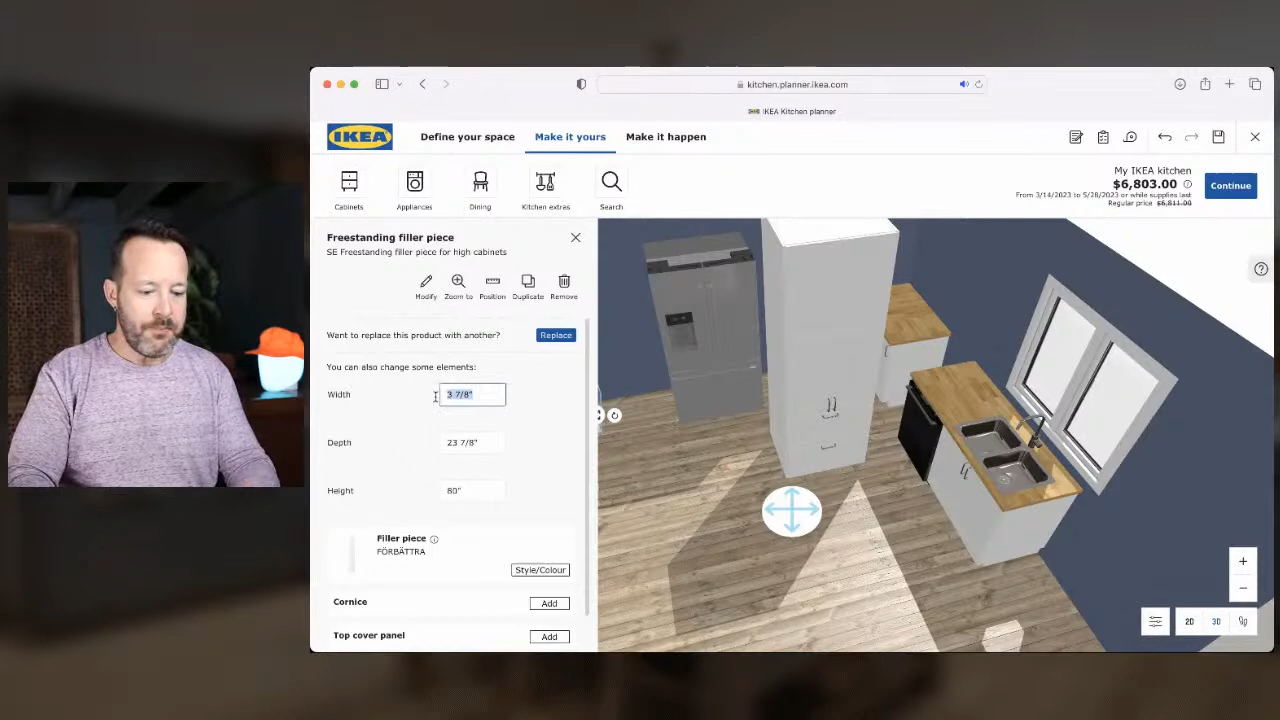 kitchen.planner.ikea.com
IKEA Kitchen planner
IKEA
Define your space
Make it yours
Make it happen
Cabinets
Appliances
Dining
Kitchen extras
Search
My IKEA kitchen
$6,803.00
From 3/14/2023 to 5/28/2023 or while supplies last
Regular price $6,811.00
Continue
Freestanding filler piece
SE Freestanding filler piece for high cabinets
Modify
Zoom to
Position
Duplicate
Remove
Want to replace this product with another?
Replace
You can also change some elements:
Width
3 7/8"
Depth
23 7/8"
Height
80"
Filler piece
FÖRBÄTTRA
Style/Colour
Cornice
Add
Top cover panel
Add
2D
3D